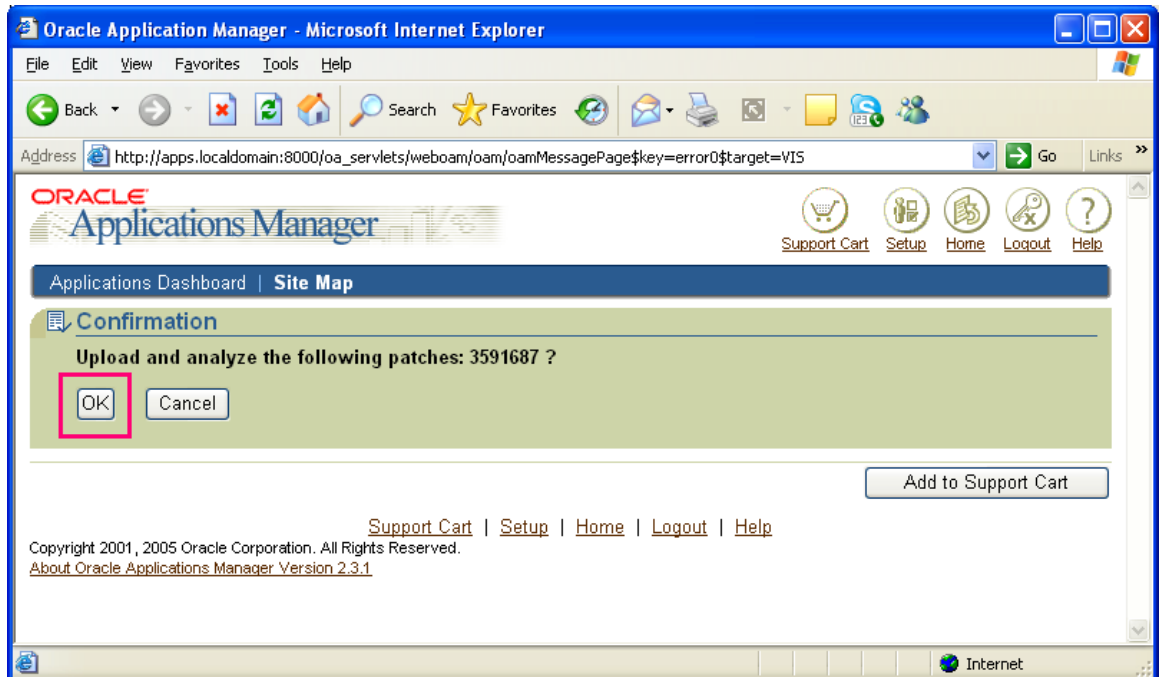 Oracle Application Manager - Microsoft Internet Explorer
File Edit View Favorites Tools Help
Back Search Favorites
Address http://apps.localdomain:8000/oa_servlets/weboam/oam/oamMessagePage$key=error0$target=VIS Go Links »
ORACLE
Applications Manager
Support Cart Setup Home Logout Help
Applications Dashboard | Site Map
Confirmation
Upload and analyze the following patches: 3591687 ?
OK Cancel
Add to Support Cart
Support Cart | Setup | Home | Logout | Help
Copyright 2001, 2005 Oracle Corporation. All Rights Reserved.
About Oracle Applications Manager Version 2.3.1
Internet